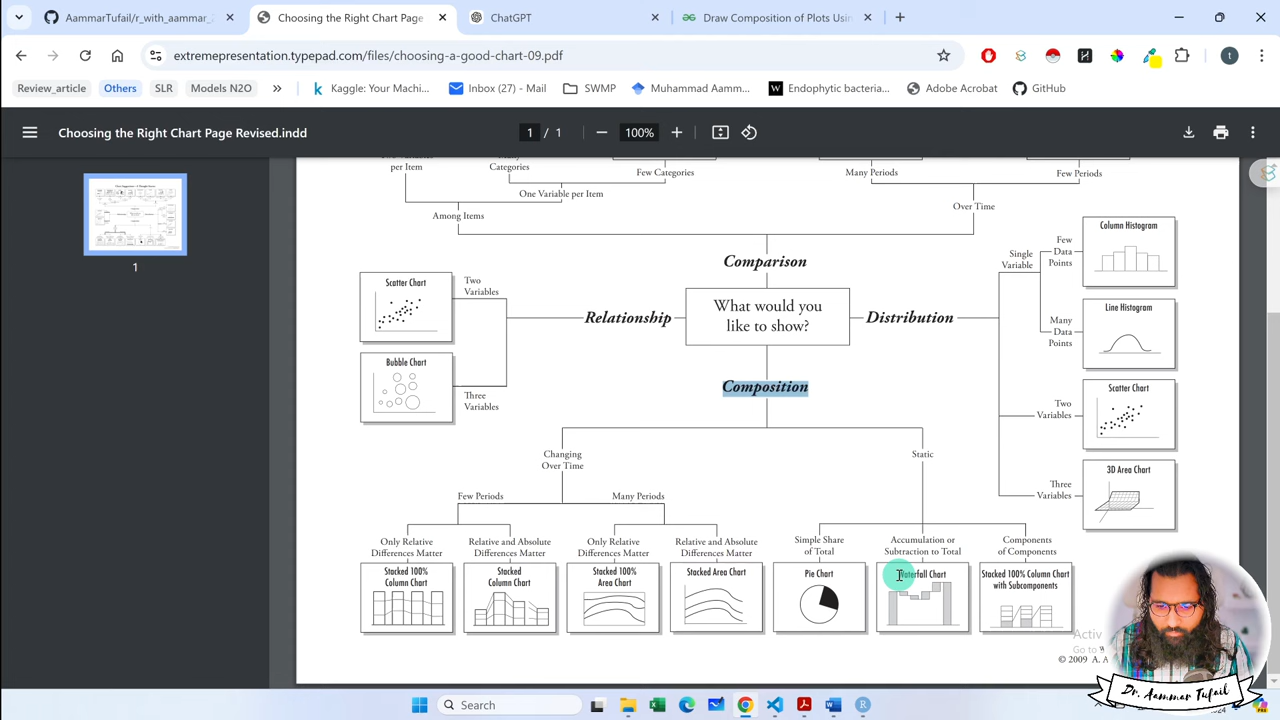 AammarTufail/r_with_aammar_
Choosing the Right Chart Page
ChatGPT
Draw Composition of Plots Usin
extremepresentation.typepad.com/files/choosing-a-good-chart-09.pdf
Review_article
Others
SLR
Models N2O
Kaggle: Your Machin...
Inbox (27) - Mail
SWMP
Muhammad Aamm...
Endophytic bacteria...
Adobe Acrobat
GitHub
Choosing the Right Chart Page Revised.indd
1 / 1
100%
1
per Item
Categories
Few Categories
One Variable per Item
Among Items
Many Periods
Few Periods
Over Time
Comparison
What would you
like to show?
Relationship
Distribution
Composition
Scatter Chart
Two
Variables
Bubble Chart
Three
Variables
Single
Variable
Few
Data
Points
Column Histogram
Many
Data
Points
Line Histogram
Two
Variables
Scatter Chart
Three
Variables
3D Area Chart
Changing
Over Time
Static
Few Periods
Many Periods
Only Relative
Differences Matter
Relative and Absolute
Differences Matter
Only Relative
Differences Matter
Relative and Absolute
Differences Matter
Simple Share
of Total
Accumulation or
Subtraction to Total
Components
of Components
Stacked 100%
Column Chart
Stacked
Column Chart
Stacked 100%
Area Chart
Stacked Area Chart
Pie Chart
Waterfall Chart
Stacked 100% Column Chart
with Subcomponents
Activ
Go to
© 2009 A. A
Dr. Aammar Tufail
Search